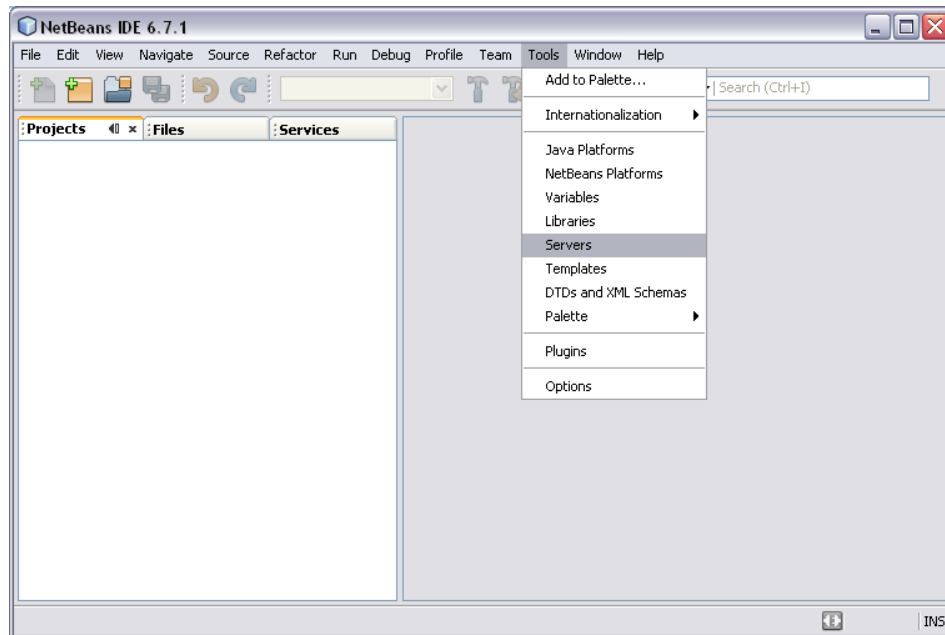 NetBeans IDE 6.7.1
File Edit View Navigate Source Refactor Run Debug Profile Team Tools Window Help
Search (Ctrl+I)
Projects Files Services
Add to Palette...
Internationalization
Java Platforms
NetBeans Platforms
Variables
Libraries
Servers
Templates
DTDs and XML Schemas
Palette
Plugins
Options
INS